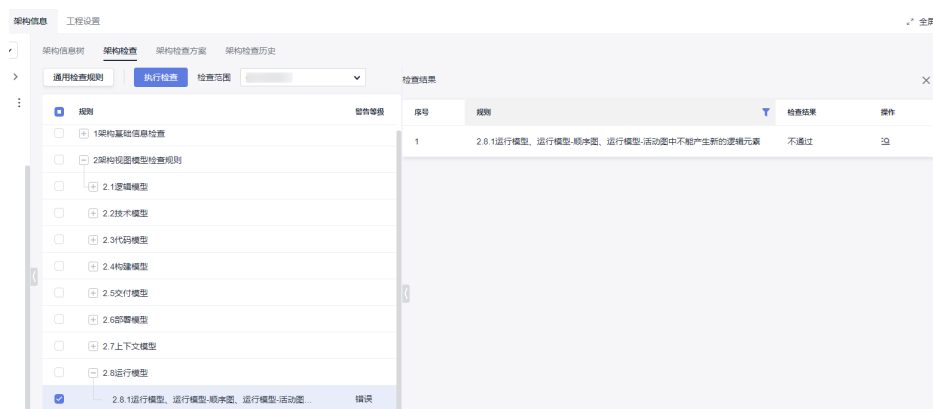 架构信息 工程设置 全屏
架构信息树 架构检查 架构检查方案 架构检查历史
通用检查规则 执行检查 检查范围
检查结果
规则 警告等级
序号 规则 检查结果 操作
1架构基础信息检查
1 2.8.1运行模型、运行模型-顺序图、运行模型-活动图中不能产生新的逻辑元素 不通过
2架构视图模型检查规则
2.1逻辑模型
2.2技术模型
2.3代码模型
2.4构建模型
2.5交付模型
2.6部署模型
2.7上下文模型
2.8运行模型
2.8.1运行模型、运行模型-顺序图、运行模型-活动图... 错误